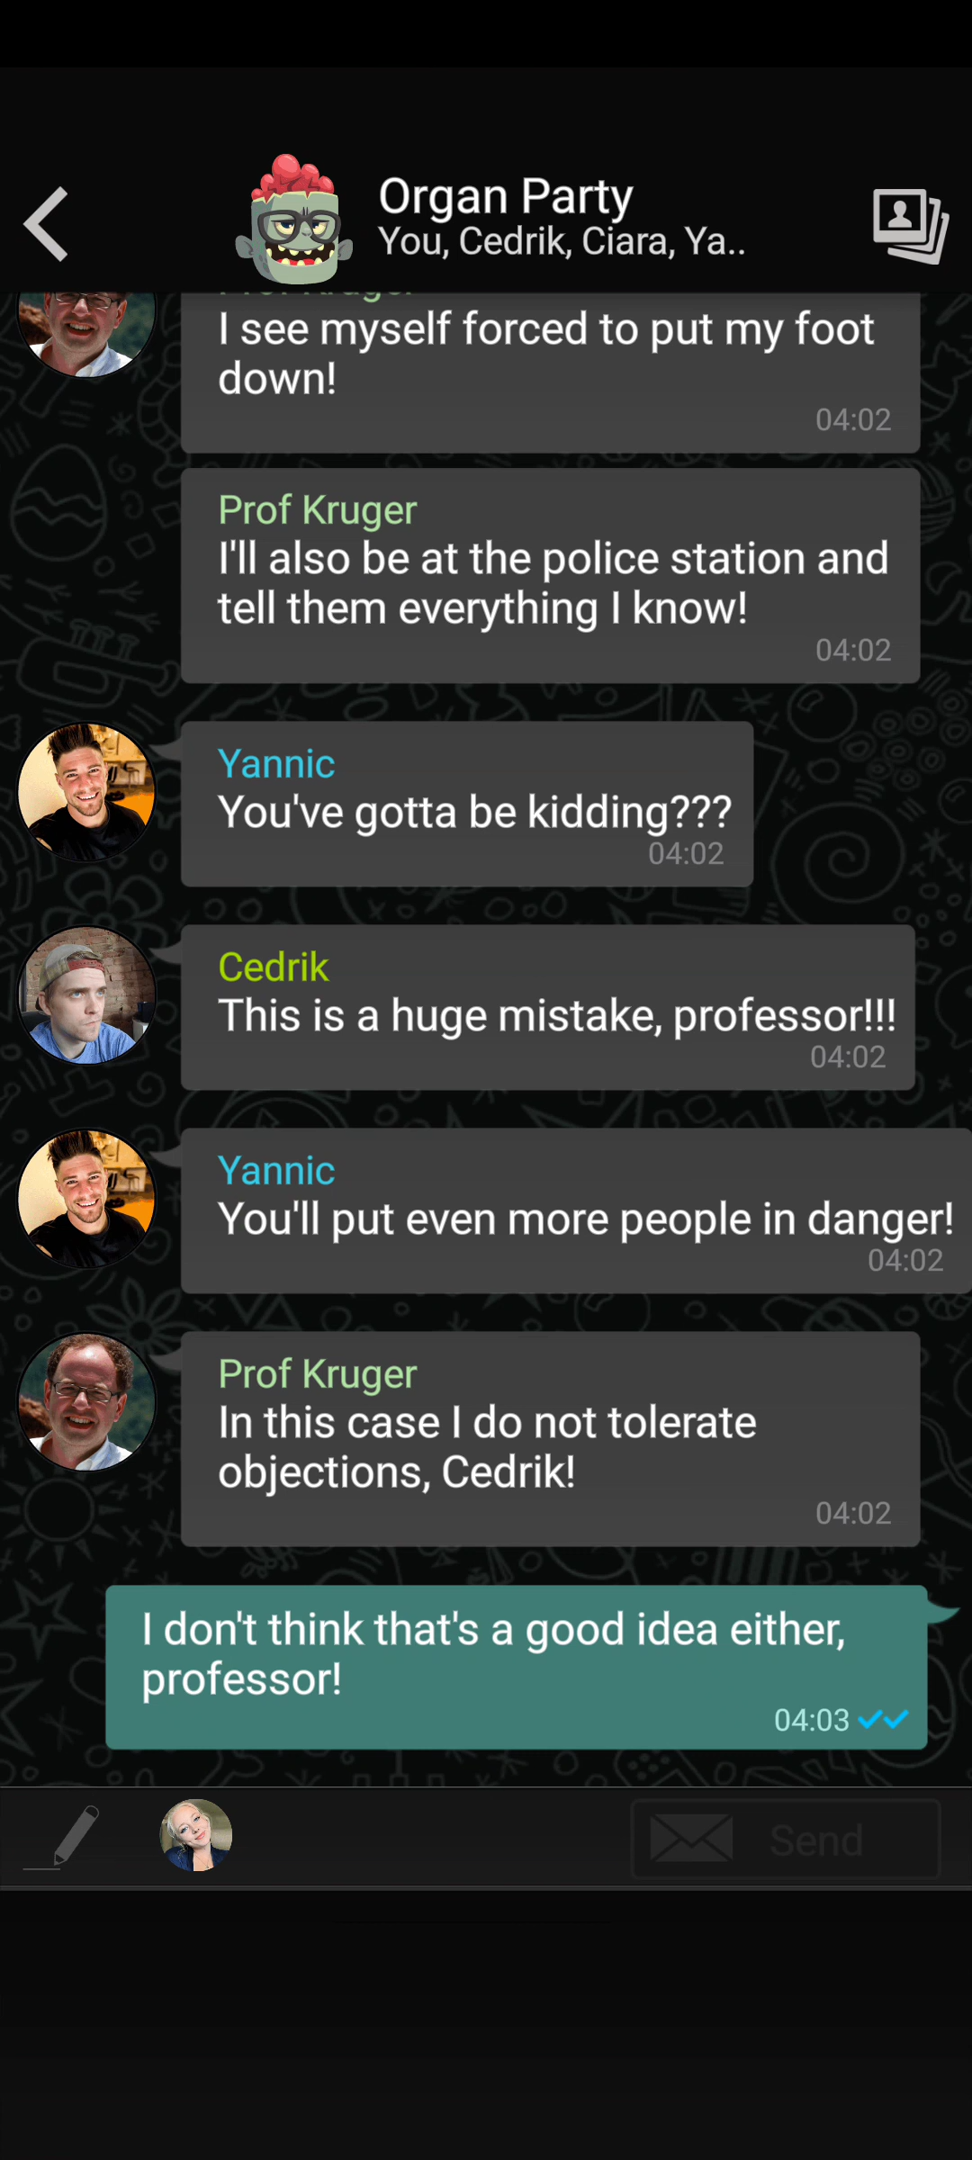 Organ Party
You, Cedrik, Ciara, Ya..
Prof Kruger
I see myself forced to put my foot
down!
04:02
Prof Kruger
I'll also be at the police station and
tell them everything I know!
04:02
Yannic
You've gotta be kidding???
04:02
Cedrik
This is a huge mistake, professor!!!
04:02
Yannic
You'll put even more people in danger!
04:02
Prof Kruger
In this case I do not tolerate
objections, Cedrik!
04:02
I don't think that's a good idea either,
professor!
04:03
Send